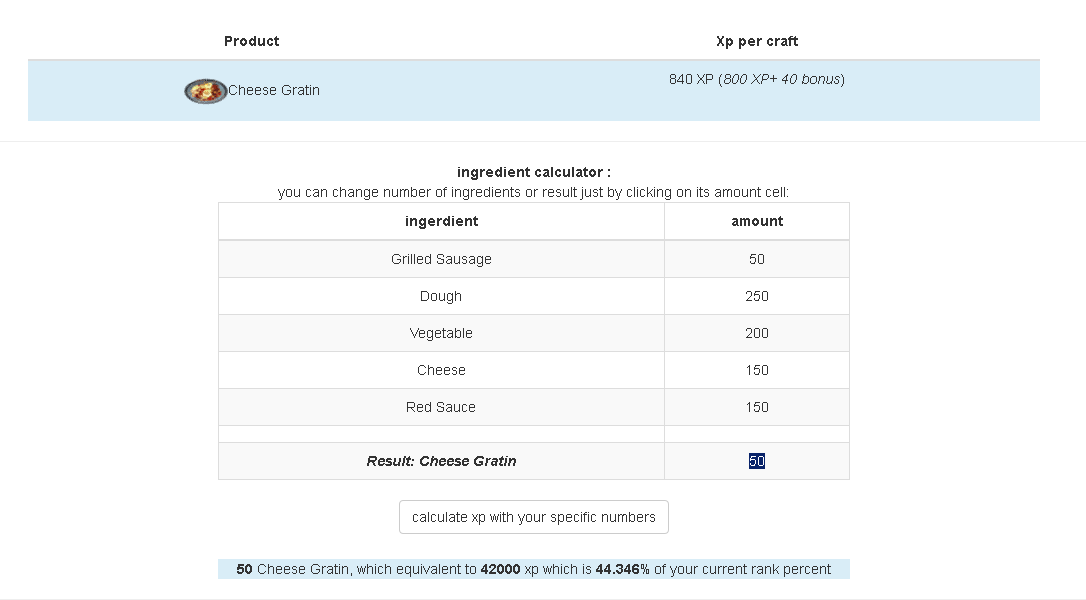 Product Xp per craft
Cheese Gratin 840 XP (800 XP+ 40 bonus)
ingredient calculator :
you can change number of ingredients or result just by clicking on its amount cell:
ingerdient amount
Grilled Sausage 50
Dough 250
Vegetable 200
Cheese 150
Red Sauce 150
Result: Cheese Gratin 50
calculate xp with your specific numbers
50 Cheese Gratin, which equivalent to 42000 xp which is 44.346% of your current rank percent